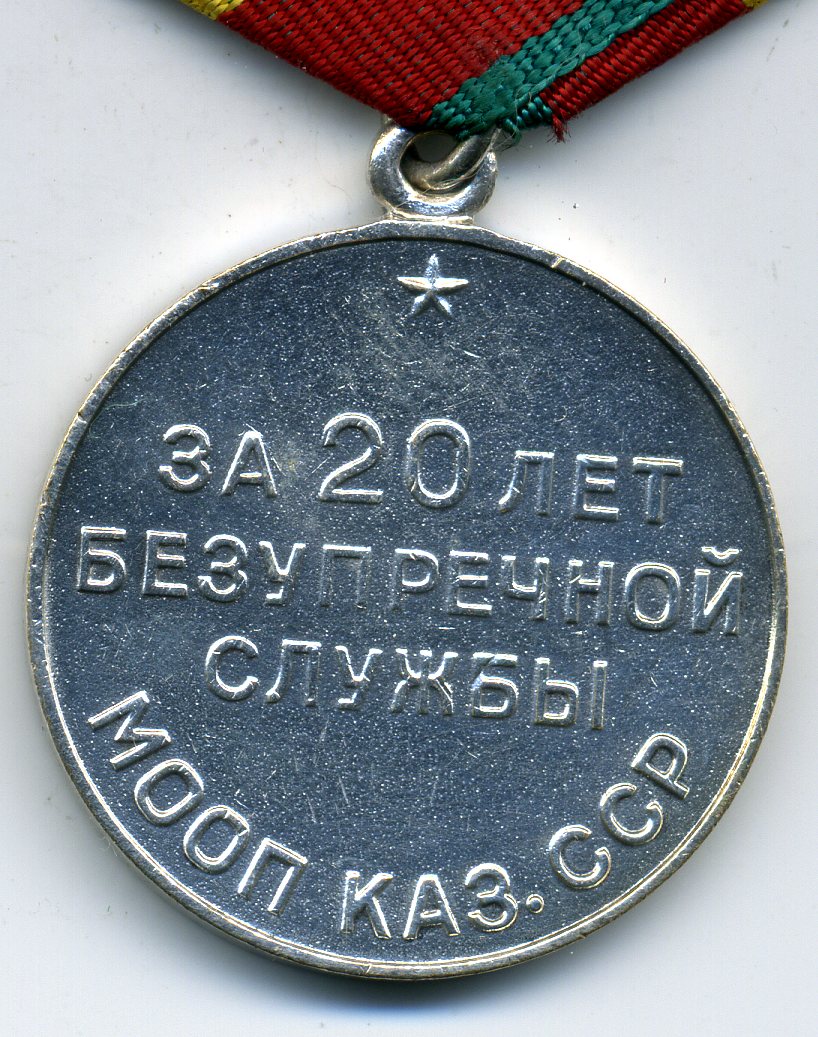 ЗА 20 ЛЕТ
БЕЗУПРЕЧНОЙ
СЛУЖБЫ
МООП КАЗ. ССР